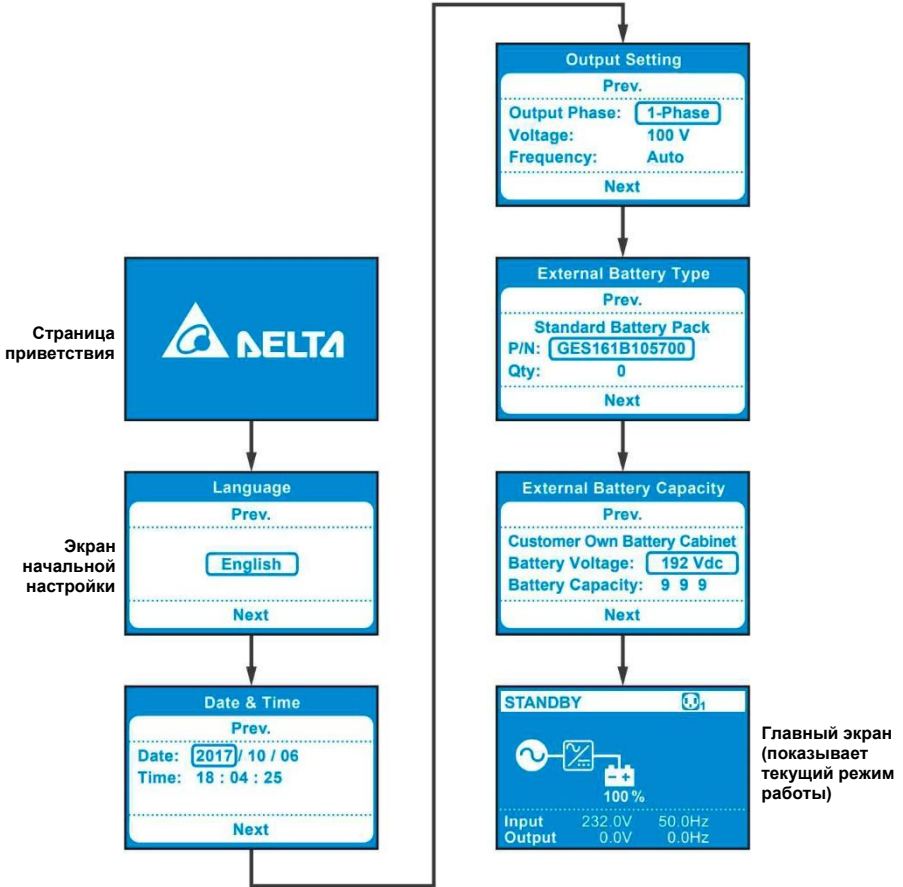 Страница
приветствия
DELTA
Экран
начальной
настройки
Language
Prev.
English
Next
Date & Time
Prev.
Date: 2017 / 10 / 06
Time: 18 : 04 : 25
Next
Output Setting
Prev.
Output Phase: 1-Phase
Voltage: 100 V
Frequency: Auto
Next
External Battery Type
Prev.
Standard Battery Pack
P/N: GES161B105700
Qty: 0
Next
External Battery Capacity
Prev.
Customer Own Battery Cabinet
Battery Voltage: 192 Vdc
Battery Capacity: 9 9 9
Next
STANDBY 1
100 %
Input 232.0V 50.0Hz
Output 0.0V 0.0Hz
Главный экран
(показывает
текущий режим
работы)